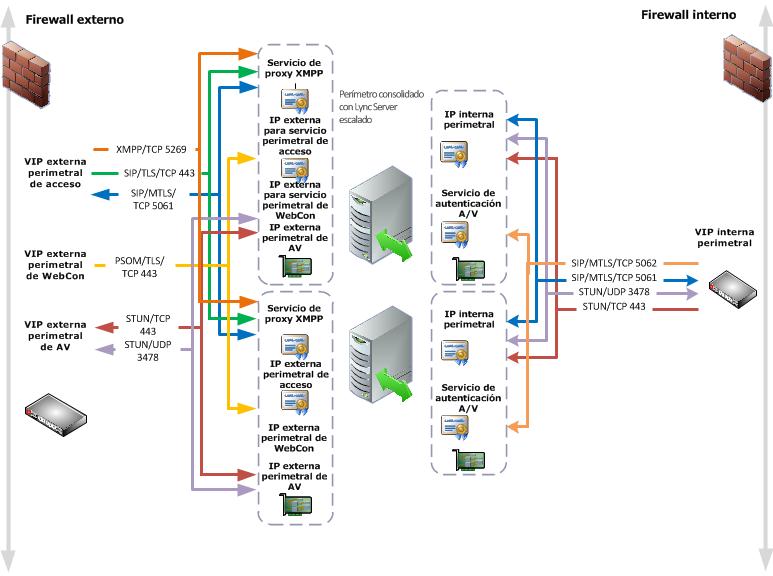 Firewall externo
Firewall interno
Servicio de
proxy XMPP
IP externa
para servicio
perimetral de
acceso
IP externa
para servicio
perimetral de
WebCon
IP externa
perimetral de
AV
Perímetro consolidado
con Lync Server
escalado
IP interna
perimetral
Servicio de
autenticación
A/V
VIP externa
perimetral
de acceso
XMPP/TCP 5269
SIP/TLS/TCP 443
SIP/MTLS/
TCP 5061
VIP externa
perimetral
de WebCon
PSOM/TLS/
TCP 443
VIP externa
perimetral
de AV
STUN/TCP
443
STUN/UDP
3478
VIP interna
perimetral
SIP/MTLS/TCP 5062
SIP/MTLS/TCP 5061
STUN/UDP 3478
STUN/TCP 443
Servicio de
proxy XMPP
IP externa
perimetral de
acceso
IP externa
perimetral de
WebCon
IP externa
perimetral de
AV
IP interna
perimetral
Servicio de
autenticación
A/V